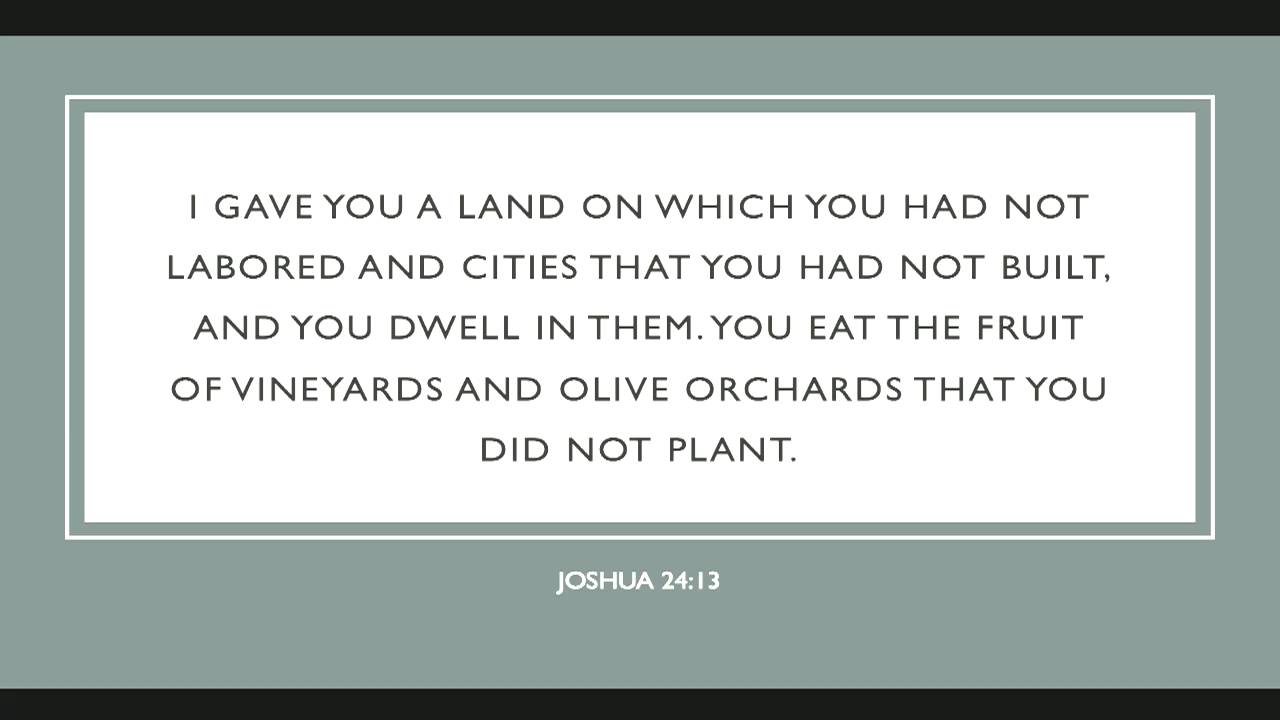 I GAVE YOU A LAND ON WHICH YOU HAD NOT
LABORED AND CITIES THAT YOU HAD NOT BUILT,
AND YOU DWELL IN THEM. YOU EAT THE FRUIT
OF VINEYARDS AND OLIVE ORCHARDS THAT YOU
DID NOT PLANT.
JOSHUA 24:13